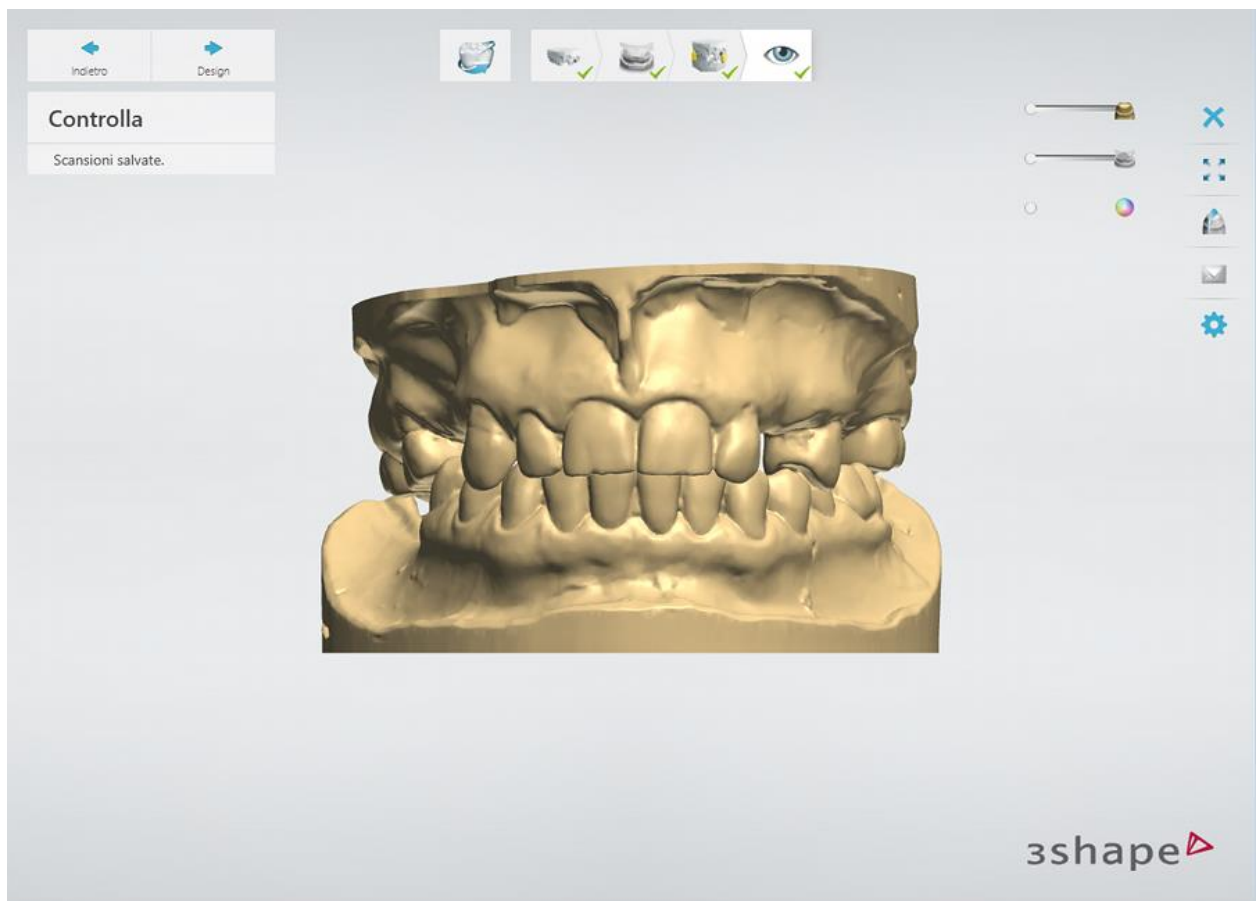 Indietro
Design
Controlla
Scansioni salvate.
3shape